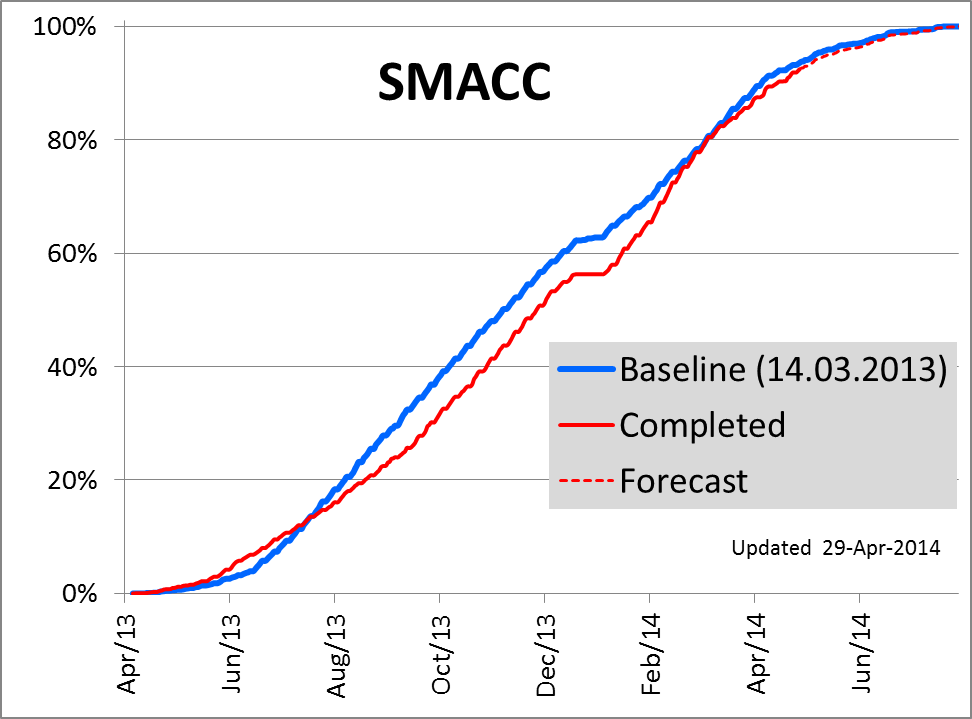 SMACC
100%
80%
60%
40%
20%
0%
Baseline (14.03.2013)
Completed
Forecast
Updated 29-Apr-2014
Apr/13
Jun/13
Aug/13
Oct/13
Dec/13
Feb/14
Apr/14
Jun/14